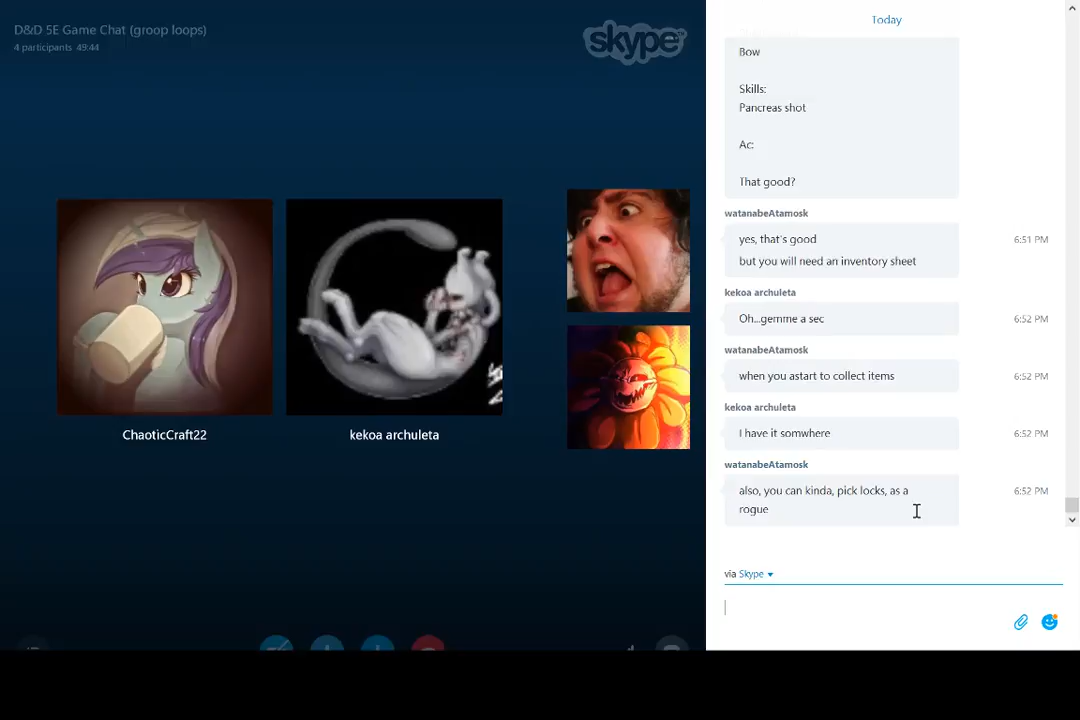 D&D 5E Game Chat (groop loops)
4 participants 49:44
skype
ChaoticCraft22
kekoa archuleta
Today
Bow
Skills:
Pancreas shot
Ac:
That good?
watanabeAtamosk
yes, that's good
6:51 PM
but you will need an inventory sheet
kekoa archuleta
Oh...gemme a sec
6:52 PM
watanabeAtamosk
when you astart to collect items
6:52 PM
kekoa archuleta
I have it somwhere
6:52 PM
watanabeAtamosk
also, you can kinda, pick locks, as a
6:52 PM
rogue
via Skype